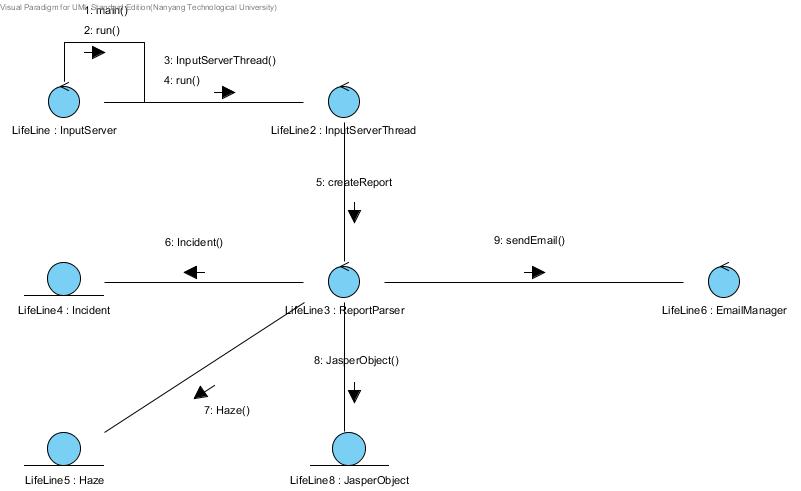 Visual Paradigm for UML Standard Edition(Nanyang Technological University)
1: main()
2: run()
3: InputServerThread()
4: run()
LifeLine : InputServer
LifeLine2 : InputServerThread
5: createReport
6: Incident()
9: sendEmail()
LifeLine4 : Incident
LifeLine3 : ReportParser
LifeLine6 : EmailManager
8: JasperObject()
7: Haze()
LifeLine5 : Haze
LifeLine8 : JasperObject